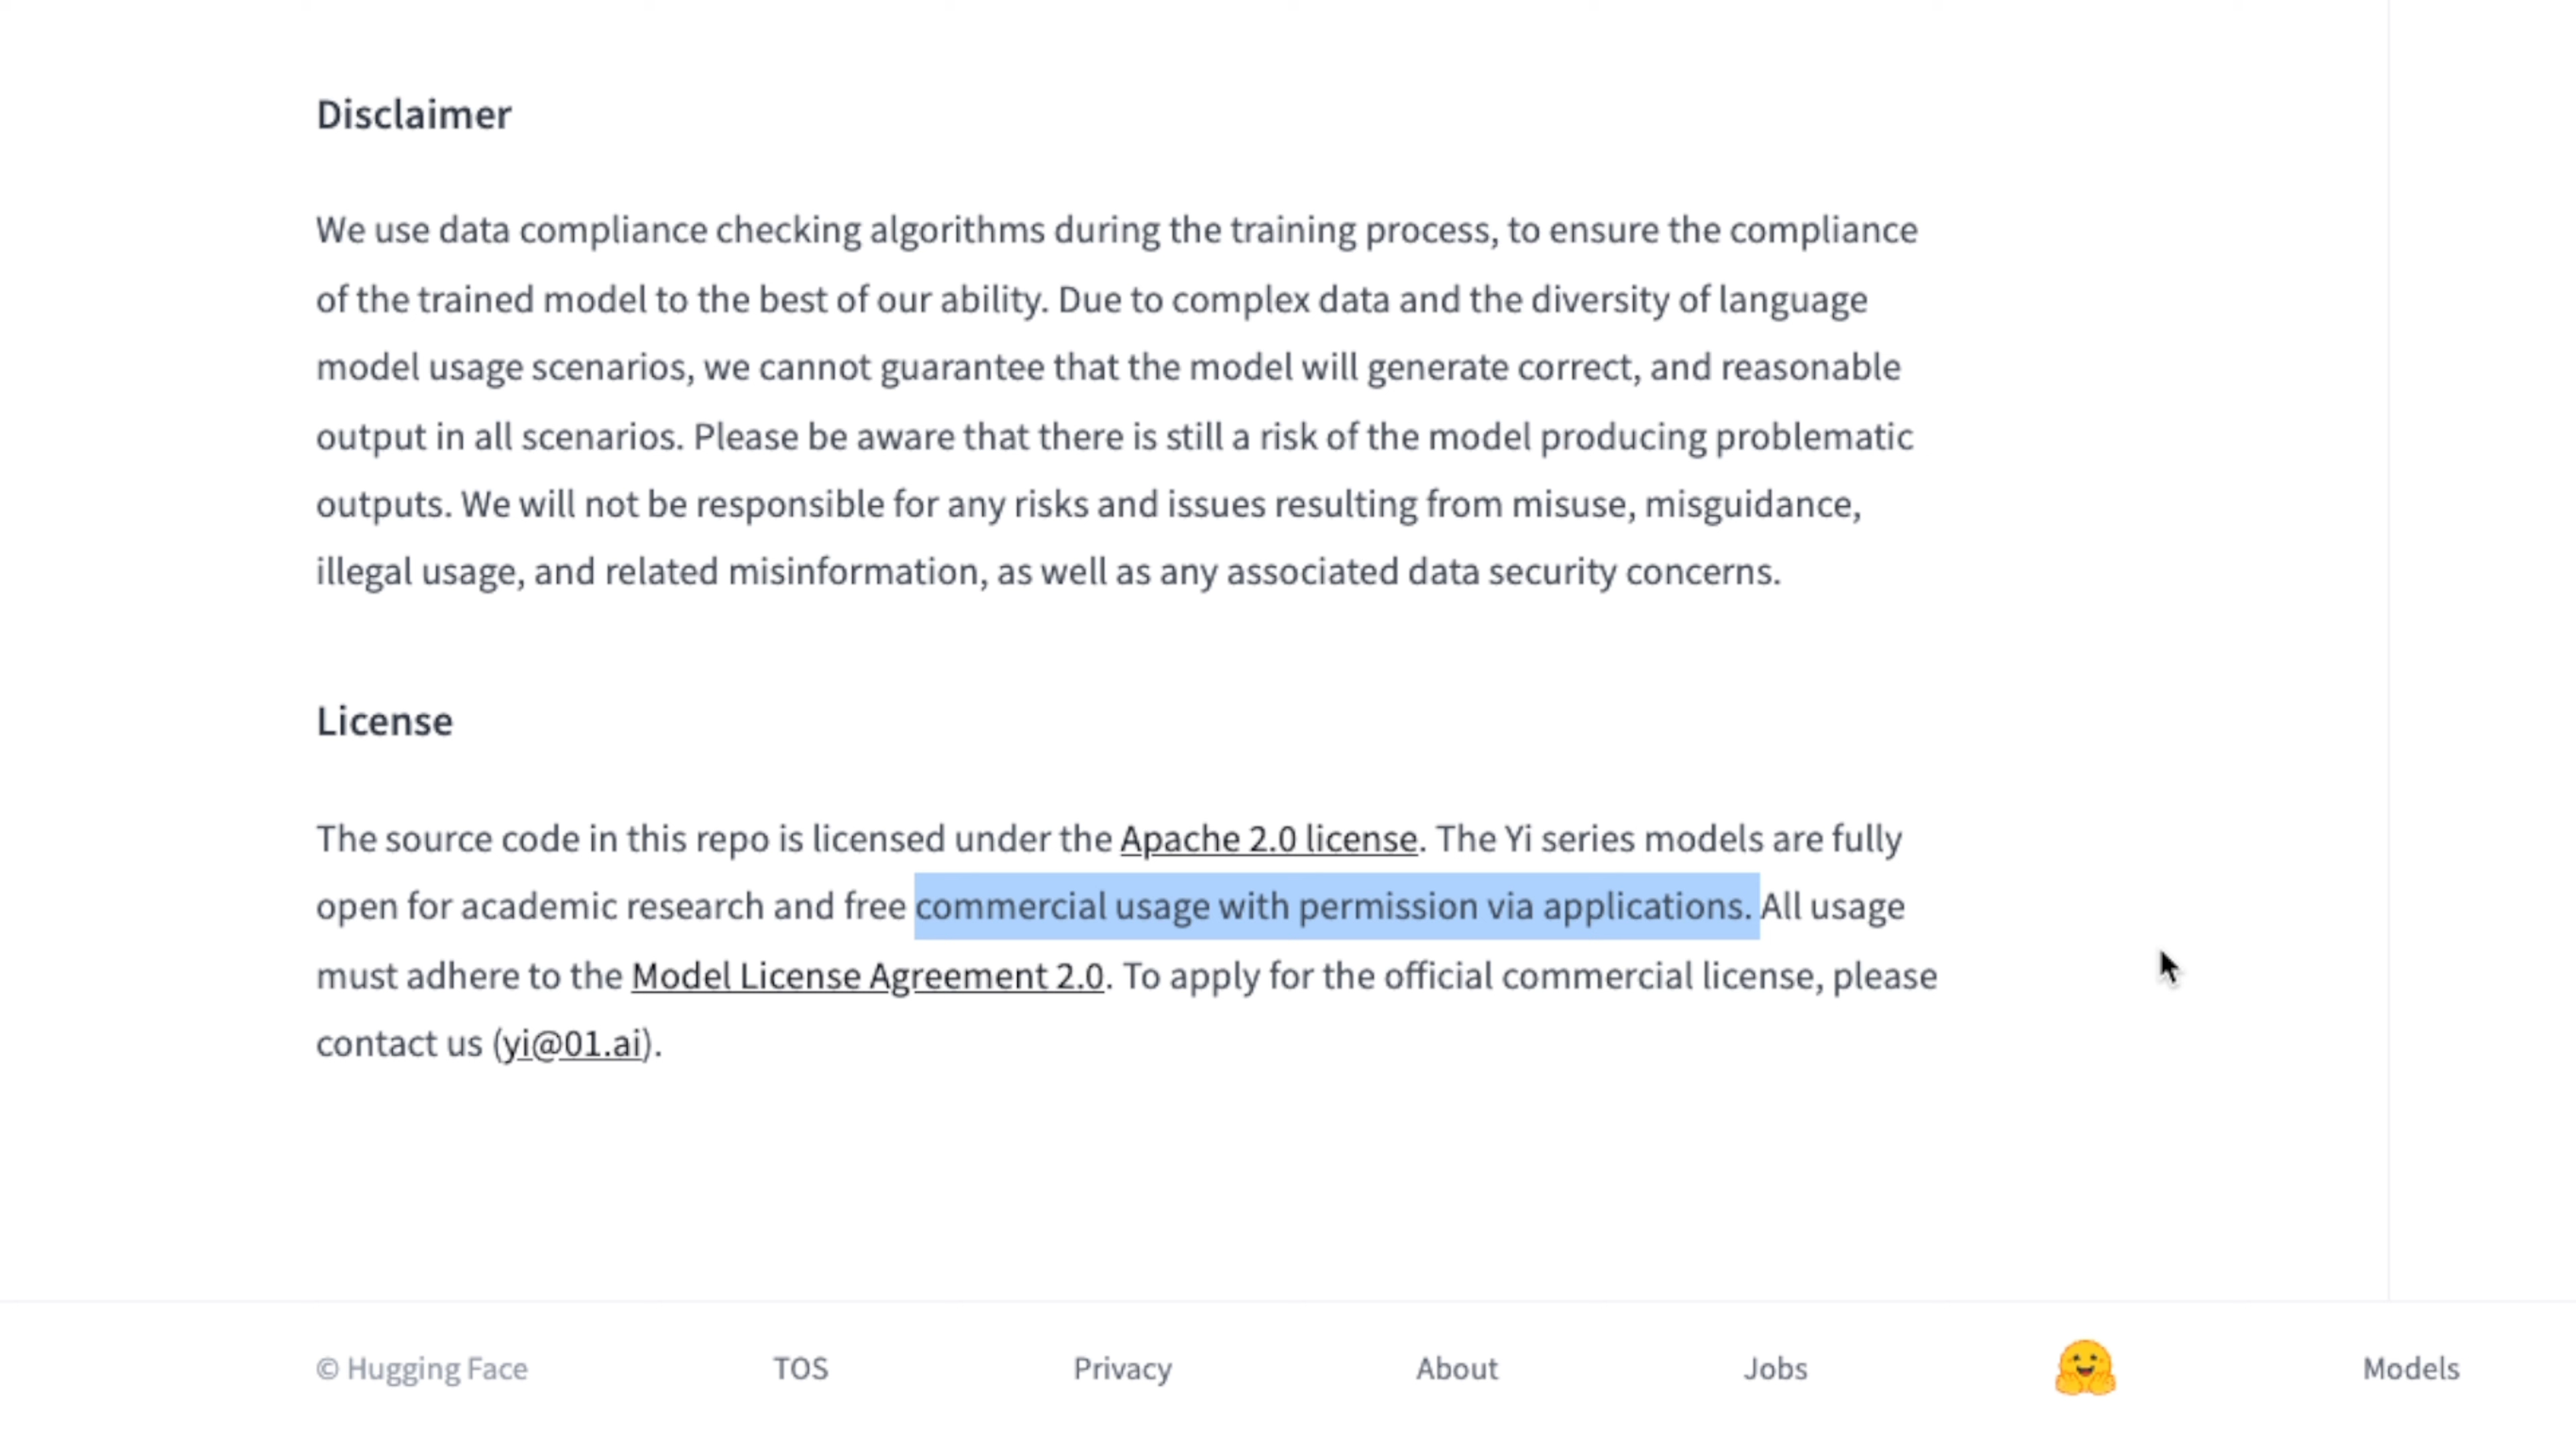 Disclaimer
We use data compliance checking algorithms during the training process, to ensure the compliance
of the trained model to the best of our ability. Due to complex data and the diversity of language
model usage scenarios, we cannot guarantee that the model will generate correct, and reasonable
output in all scenarios. Please be aware that there is still a risk of the model producing problematic
outputs. We will not be responsible for any risks and issues resulting from misuse, misguidance,
illegal usage, and related misinformation, as well as any associated data security concerns.
License
The source code in this repo is licensed under the Apache 2.0 license. The Yi series models are fully
open for academic research and free commercial usage with permission via applications. All usage
must adhere to the Model License Agreement 2.0. To apply for the official commercial license, please
contact us (yi@01.ai).
© Hugging Face TOS Privacy About Jobs Models